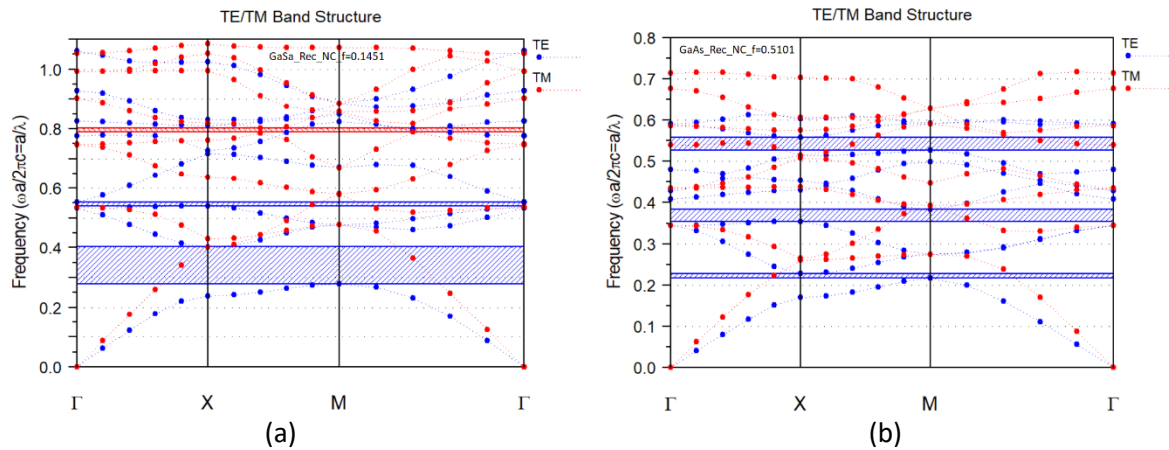 TE/TM Band Structure
GaSa_Rec_NC_f=0.1451
TE
TM
Frequency (ωa/2πc=a/λ)
1.0
0.8
0.6
0.4
0.2
0.0
Γ X M Γ
(a)
TE/TM Band Structure
GaAs_Rec_NC_f=0.5101
TE
TM
Frequency (ωa/2πc=a/λ)
0.8
0.7
0.6
0.5
0.4
0.3
0.2
0.1
0.0
Γ X M Γ
(b)